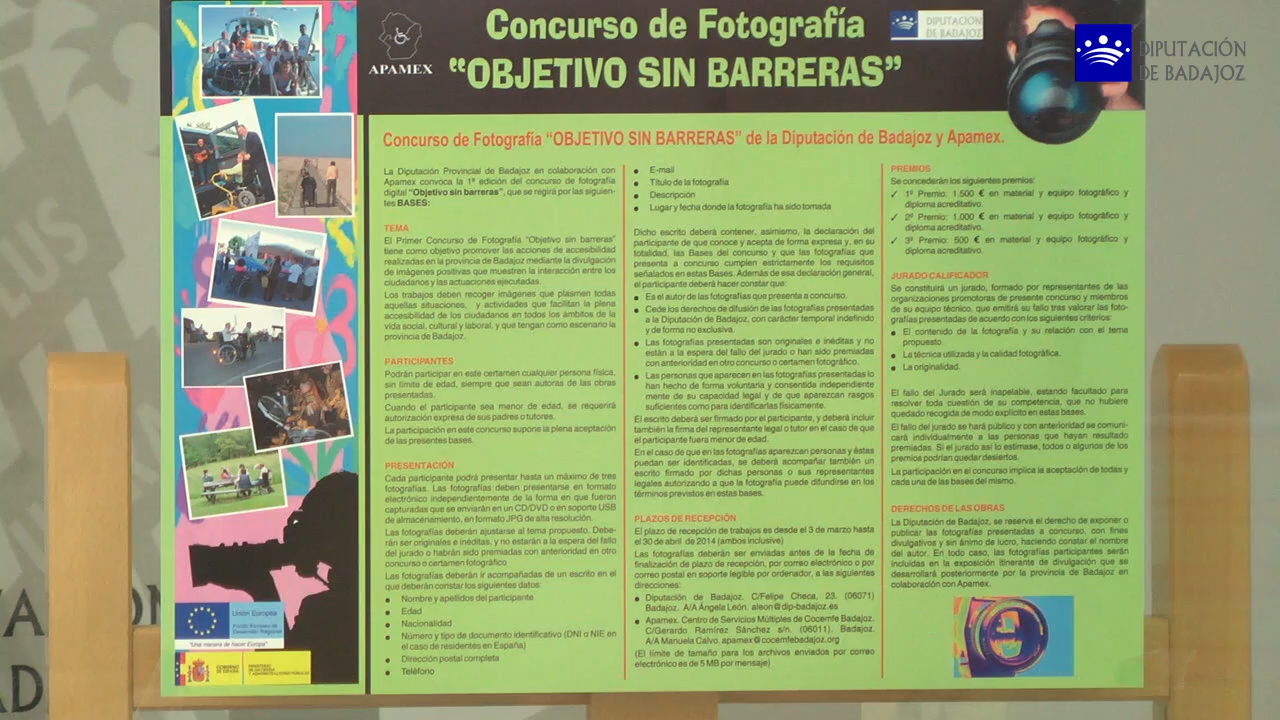 APAMEX
Concurso de Fotografía
"OBJETIVO SIN BARRERAS"
DIPUTACIÓN
DE BADAJOZ
DIPUTACIÓN
DE BADAJOZ
Concurso de Fotografía "OBJETIVO SIN BARRERAS" de la Diputación de Badajoz y Apamex.
La Diputación Provincial de Badajoz en colaboración con
Apamex convoca la 1ª edición del concurso de fotografía
digital "Objetivo sin barreras", que se regirá por las siguien-
tes BASES:
TEMA
El Primer Concurso de Fotografía "Objetivo sin barreras"
tiene como objetivo promover las acciones de accesibilidad
realizadas en la provincia de Badajoz mediante la divulgación
de imágenes positivas que muestren la interacción entre los
ciudadanos y las actuaciones ejecutadas.
Los trabajos deben recoger imágenes que plasmen todas
aquellas situaciones, y actividades que facilitan la plena
accesibilidad de los ciudadanos en todos los ámbitos de la
vida social, cultural y laboral, y que tengan como escenario la
provincia de Badajoz.
PARTICIPANTES
Podrán participar en este certamen cualquier persona física,
sin límite de edad, siempre que sean autoras de las obras
presentadas.
Cuando el participante sea menor de edad, se requerirá
autorización expresa de sus padres o tutores.
La participación en este concurso supone la plena aceptación
de las presentes bases.
PRESENTACIÓN
Cada participante podrá presentar hasta un máximo de tres
fotografías. Las fotografías deben presentarse en formato
electrónico independientemente de la forma en que fueron
capturadas que se enviarán en un CD/DVD o en soporte USB
de almacenamiento, en formato JPG de alta resolución.
Las fotografías deberán ajustarse al tema propuesto. Debe-
rán ser originales e inéditas, y no estarán a la espera del fallo
del jurado o habrán sido premiadas con anterioridad en otro
concurso o certamen fotográfico
Las fotografías deberán ir acompañadas de un escrito en el
que deberán constar los siguientes datos:
● Nombre y apellidos del participante
● Edad
● Nacionalidad
● Número y tipo de documento identificativo (DNI o NIE en
el caso de residentes en España)
● Dirección postal completa
● Teléfono
● E-mail
● Título de la fotografía
● Descripción
● Lugar y fecha donde la fotografía ha sido tomada
Dicho escrito deberá contener, asimismo, la declaración del
participante de que conoce y acepta de forma expresa y, en su
totalidad, las Bases del concurso y que las fotografías que
presenta a concurso cumplen estrictamente los requisitos
señalados en estas Bases. Además de esa declaración general,
el participante deberá hacer constar que:
● Es el autor de las fotografías que presenta a concurso.
● Cede los derechos de difusión de las fotografías presentadas
a la Diputación de Badajoz, con carácter temporal indefinido
y de forma no exclusiva.
● Las fotografías presentadas son originales e inéditas y no
están a la espera del fallo del jurado o han sido premiadas
con anterioridad en otro concurso o certamen fotográfico.
● Las personas que aparecen en las fotografías presentadas lo
han hecho de forma voluntaria y consentida independiente
mente de su capacidad legal y de que aparezcan rasgos
suficientes como para identificarlas físicamente.
El escrito deberá ser firmado por el participante, y deberá incluir
también la firma del representante legal o tutor en el caso de que
el participante fuera menor de edad.
En el caso de que en las fotografías aparezcan personas y éstas
puedan ser identificadas, se deberá acompañar también un
escrito firmado por dichas personas o sus representantes
legales autorizando a que la fotografía puede difundirse en los
términos previstos en estas bases.
PLAZOS DE RECEPCIÓN
El plazo de recepción de trabajos es desde el 3 de marzo hasta
el 30 de abril de 2014 (ambos inclusive)
Las fotografías deberán ser enviadas antes de la fecha de
finalización de plazo de recepción, por correo electrónico o por
correo postal en soporte legible por ordenador, a las siguientes
direcciones:
● Diputación de Badajoz. C/Felipe Checa, 23. (06071)
Badajoz. A/A Ángela León. aleon@dip-badajoz.es
● Apamex. Centro de Servicios Múltiples de Cocemfe Badajoz.
C/Gerardo Ramírez Sánchez s/n. (06011). Badajoz.
A/A Manuela Calvo. apamex@cocemfebadajoz.org
(El límite de tamaño para los archivos enviados por correo
electrónico es de 5 MB por mensaje)
PREMIOS
Se concederán los siguientes premios:
✓ 1º Premio: 1.500 € en material y equipo fotográfico y
diploma acreditativo.
✓ 2º Premio: 1.000 € en material y equipo fotográfico y
diploma acreditativo.
✓ 3º Premio: 500 € en material y equipo fotográfico y
diploma acreditativo.
JURADO CALIFICADOR
Se constituirá un jurado, formado por representantes de las
organizaciones promotoras de presente concurso y miembros
de su equipo técnico, que emitirá su fallo tras valorar las foto-
grafías presentadas de acuerdo con los siguientes criterios:
● El contenido de la fotografía y su relación con el tema
propuesto.
● La técnica utilizada y la calidad fotográfica.
● La originalidad.
El fallo del Jurado será inapelable, estando facultado para
resolver toda cuestión de su competencia, que no hubiere
quedado recogida de modo explícito en estas bases.
El fallo del jurado se hará público y con anterioridad se comuni-
cará individualmente a las personas que hayan resultado
premiadas. Si el jurado así lo estimase, todos o algunos de los
premios podrían quedar desiertos.
La participación en el concurso implica la aceptación de todas y
cada una de las bases del mismo.
DERECHOS DE LAS OBRAS
La Diputación de Badajoz, se reserva el derecho de exponer o
publicar las fotografías presentadas a concurso, con fines
divulgativos y sin ánimo de lucro, haciendo constar el nombre
del autor. En todo caso, las fotografías participantes serán
incluidas en la exposición itinerante de divulgación que se
desarrollará posteriormente por la provincia de Badajoz en
colaboración con Apamex.
Unión Europea
Fondo Europeo de
Desarrollo Regional
"Una manera de hacer Europa"
GOBIERNO
DE ESPAÑA
MINISTERIO
DE HACIENDA
Y ADMINISTRACIONES PÚBLICAS